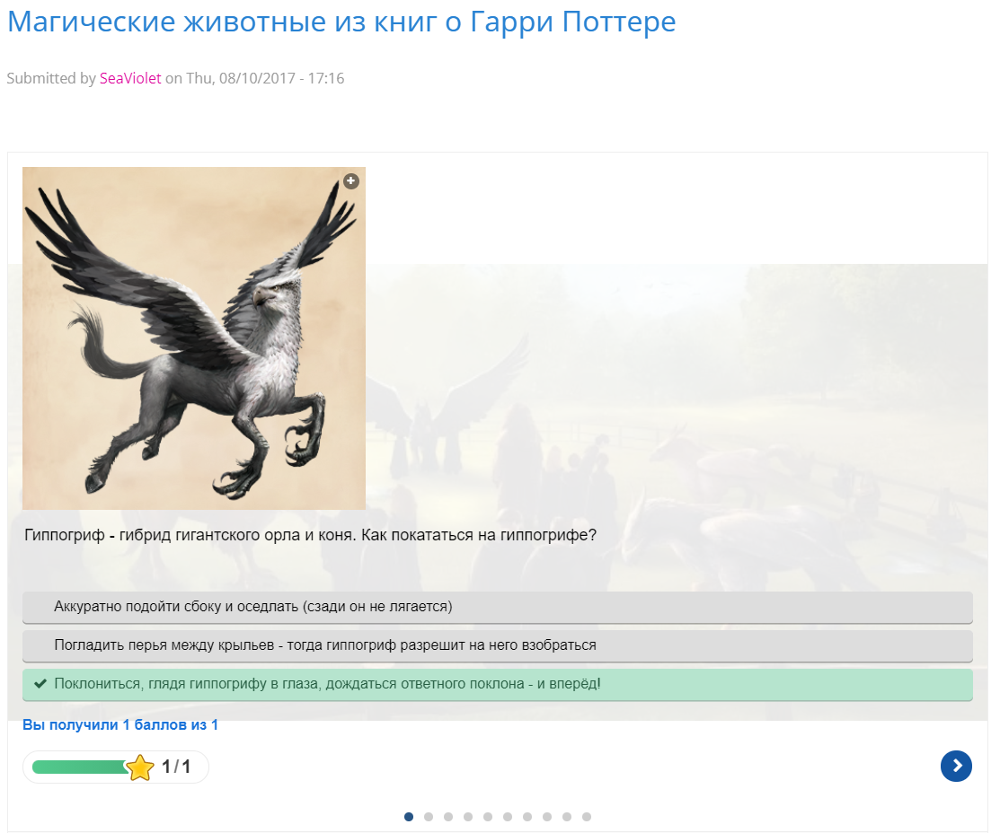 Магические животные из книг о Гарри Поттере
Submitted by SeaViolet on Thu, 08/10/2017 - 17:16
Гиппогриф - гибрид гигантского орла и коня. Как покататься на гиппогрифе?
Аккуратно подойти сбоку и оседлать (сзади он не лягается)
Погладить перья между крыльев - тогда гиппогриф разрешит на него взобраться
Поклониться, глядя гиппогрифу в глаза, дождаться ответного поклона - и вперёд!
Вы получили 1 баллов из 1
1/1